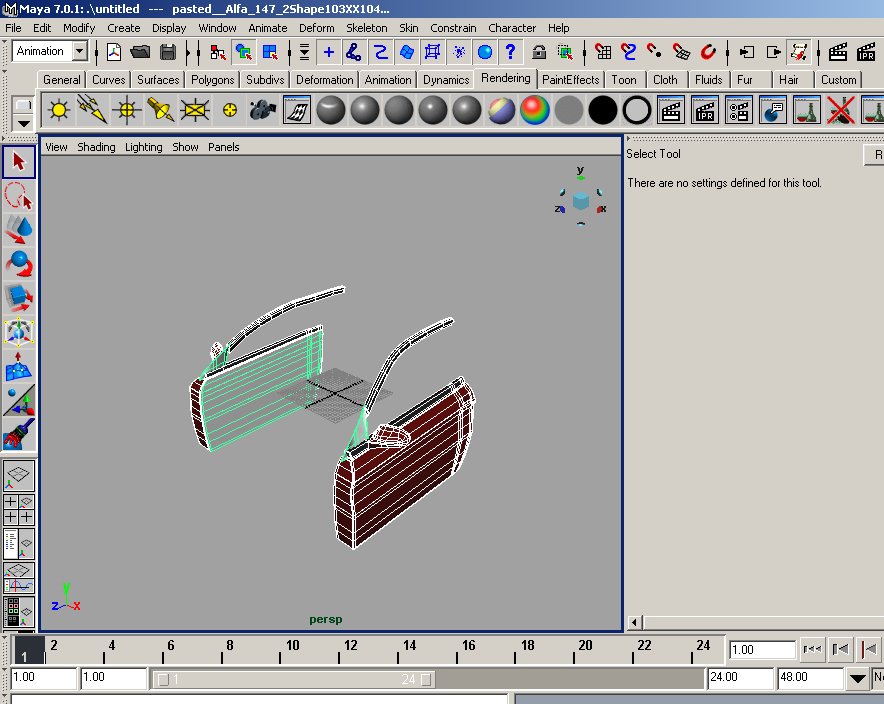 Maya 7.0.1: .\untitled --- pasted__Alfa_147_2Shape103XX104...
File Edit Modify Create Display Window Animate Deform Skeleton Skin Constrain Character Help
Animation
IPR
General Curves Surfaces Polygons Subdivs Deformation Animation Dynamics Rendering PaintEffects Toon Cloth Fluids Fur Hair Custom
IPR
View Shading Lighting Show Panels
Select Tool R
There are no settings defined for this tool.
y
z x
y
z x
persp
1 2 4 6 8 10 12 14 16 18 20 22 24 1.00
1.00 1.00 1 24 24.00 48.00 No